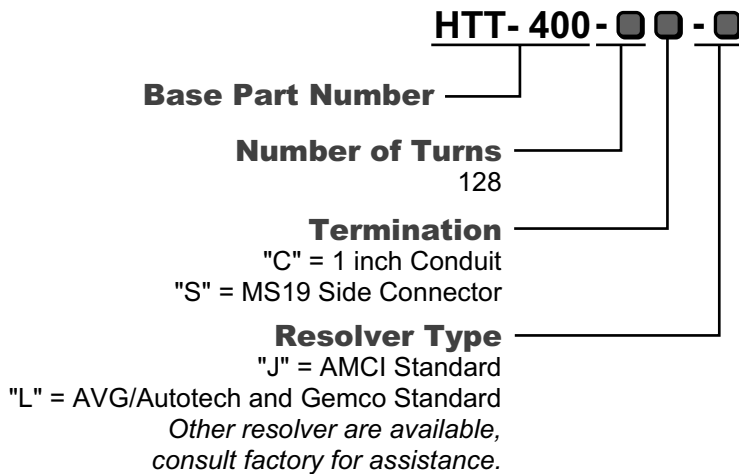 HTT- 400 - -
Base Part Number
Number of Turns
128
Termination
"C" = 1 inch Conduit
"S" = MS19 Side Connector
Resolver Type
"J" = AMCI Standard
"L" = AVG/Autotech and Gemco Standard
Other resolver are available,
consult factory for assistance.